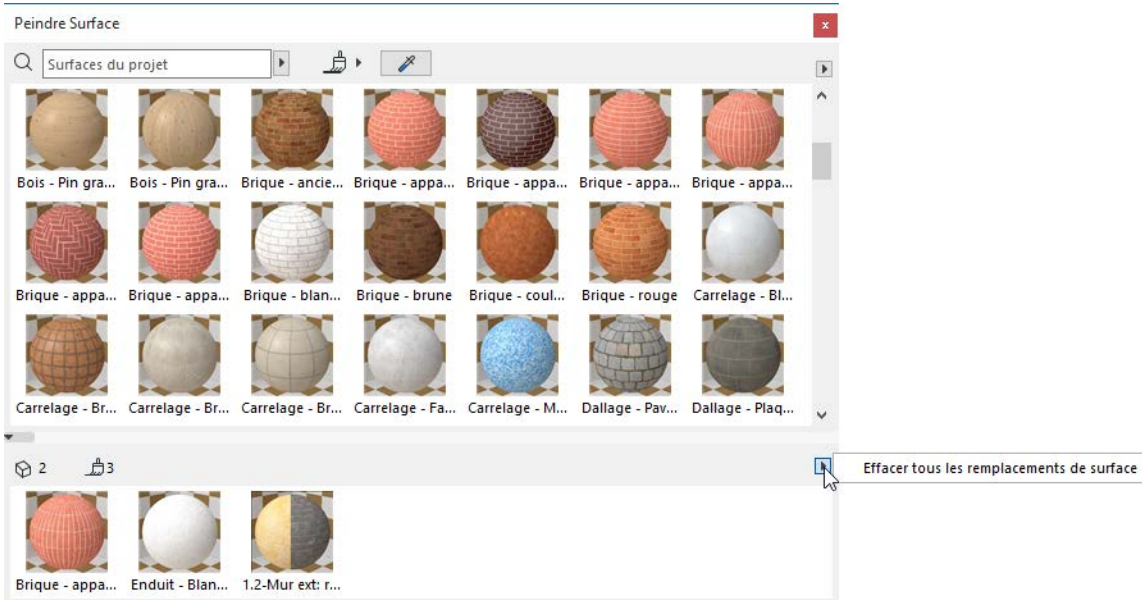 Peindre Surface
x
Surfaces du projet
Bois - Pin gra... Bois - Pin gra... Brique - ancie... Brique - appa... Brique - appa... Brique - appa... Brique - appa...
Brique - appa... Brique - appa... Brique - blan... Brique - brune Brique - coul... Brique - rouge Carrelage - Bl...
Carrelage - Br... Carrelage - Br... Carrelage - Br... Carrelage - Fa... Carrelage - M... Dallage - Pav... Dallage - Plaq...
2 3
Effacer tous les remplacements de surface
Brique - appa... Enduit - Blan... 1.2-Mur ext: r...